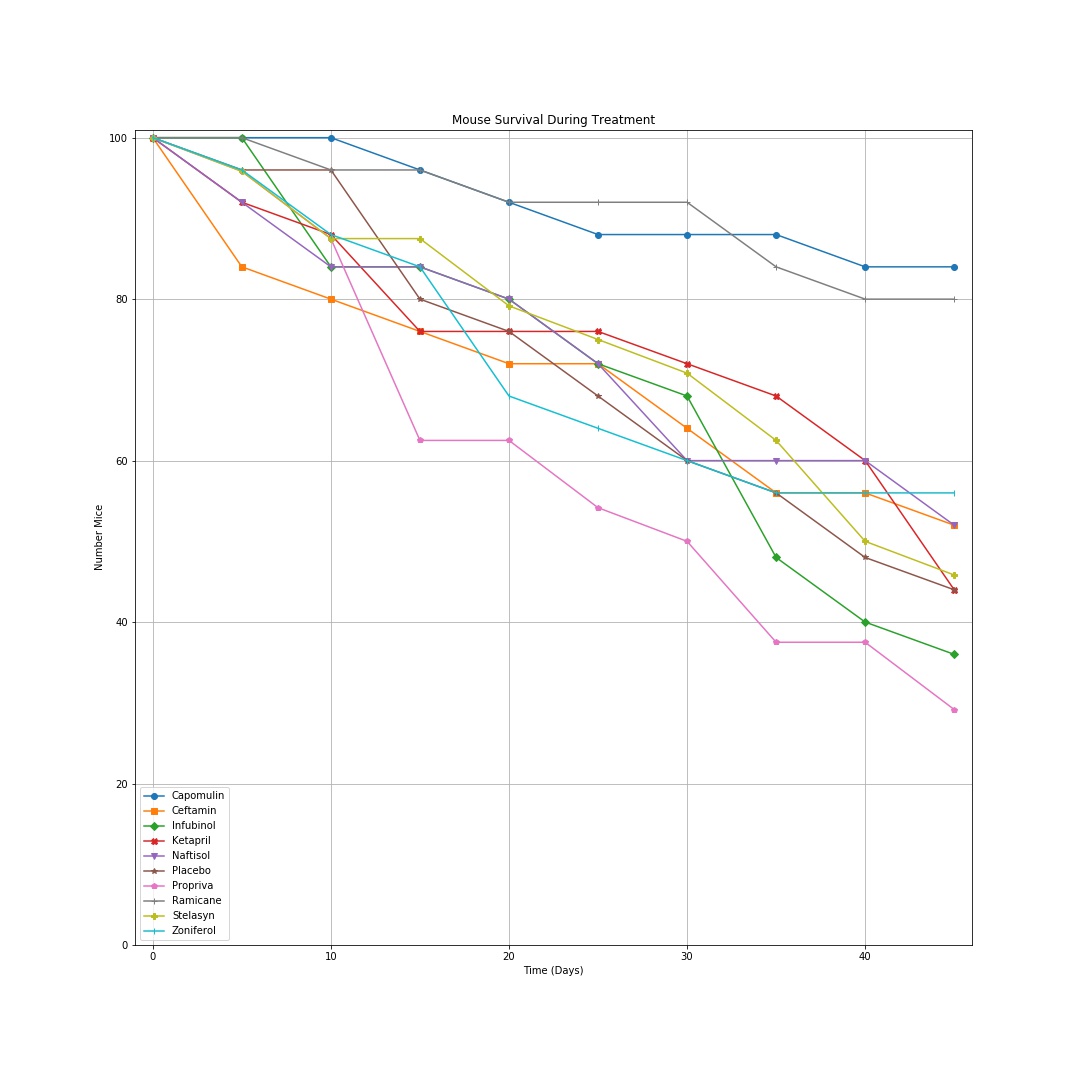 Mouse Survival During Treatment
100
80
60
40
20
0
Number Mice
Capomulin
Ceftamin
Infubinol
Ketapril
Naftisol
Placebo
Propriva
Ramicane
Stelasyn
Zoniferol
0 10 20 30 40
Time (Days)